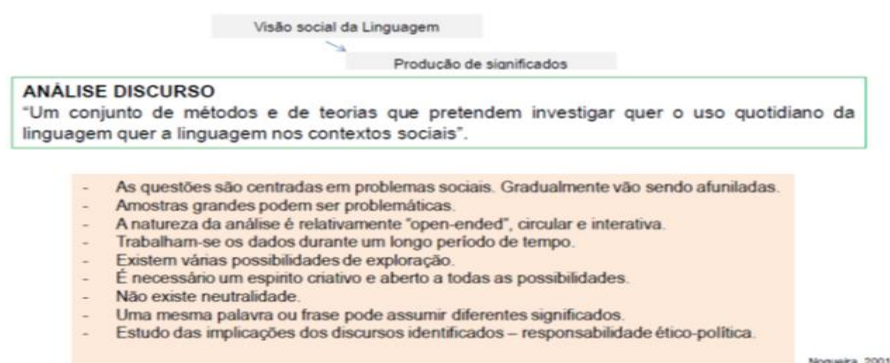 Visão social da Linguagem
Produção de significados
ANÁLISE DISCURSO
“Um conjunto de métodos e de teorias que pretendem investigar quer o uso quotidiano da
linguagem quer a linguagem nos contextos sociais”.
- As questões são centradas em problemas sociais. Gradualmente vão sendo afuniladas.
- Amostras grandes podem ser problemáticas.
- A natureza da análise é relativamente “open-ended”, circular e interativa.
- Trabalham-se os dados durante um longo período de tempo.
- Existem várias possibilidades de exploração.
- É necessário um espirito criativo e aberto a todas as possibilidades.
- Não existe neutralidade.
- Uma mesma palavra ou frase pode assumir diferentes significados.
- Estudo das implicações dos discursos identificados – responsabilidade ético-política.
Nogueira, 2001